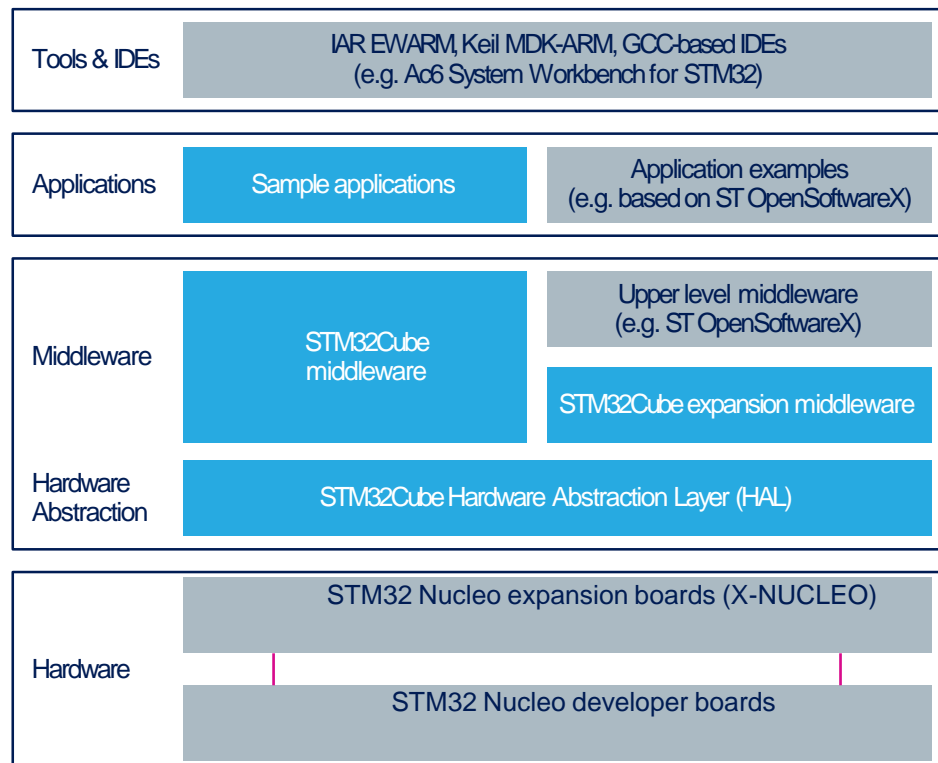 Tools & IDEs
IAR EWARM, Keil MDK-ARM, GCC-based IDEs
(e.g. Ac6 System Workbench for STM32)
Applications
Sample applications
Application examples
(e.g. based on ST OpenSoftwareX)
Middleware
STM32Cube
middleware
Upper level middleware
(e.g. ST OpenSoftwareX)
STM32Cube expansion middleware
Hardware
Abstraction
STM32Cube Hardware Abstraction Layer (HAL)
Hardware
STM32 Nucleo expansion boards (X-NUCLEO)
STM32 Nucleo developer boards